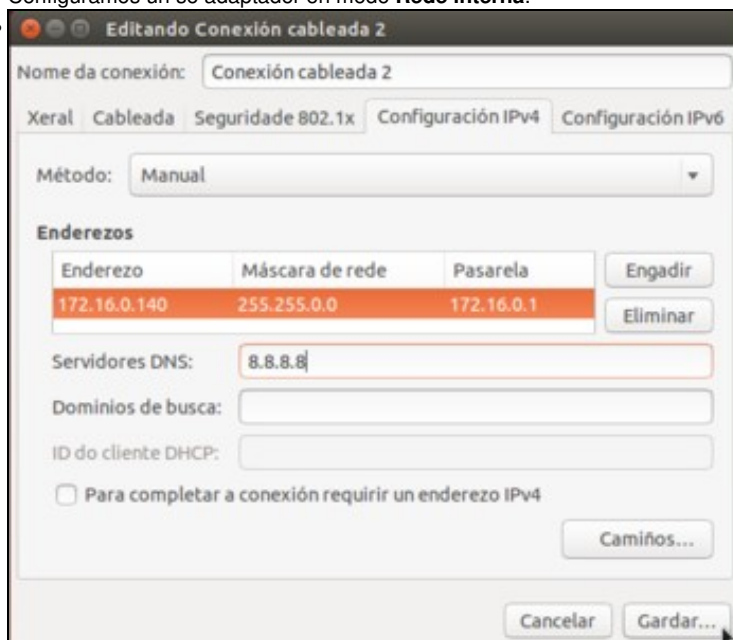 Configuramos un só adaptador en modo Rede Interna.
Editando Conexión cableada 2
Nome da conexión: Conexión cableada 2
Xeral Cableada Seguridade 802.1x Configuración IPv4 Configuración IPv6
Método: Manual
Enderezos
Enderezo Máscara de rede Pasarela Engadir
172.16.0.140 255.255.0.0 172.16.0.1 Eliminar
Servidores DNS: 8.8.8.8
Dominios de busca:
ID do cliente DHCP:
Para completar a conexión requirir un enderezo IPv4
Camiños...
Cancelar Gardar...